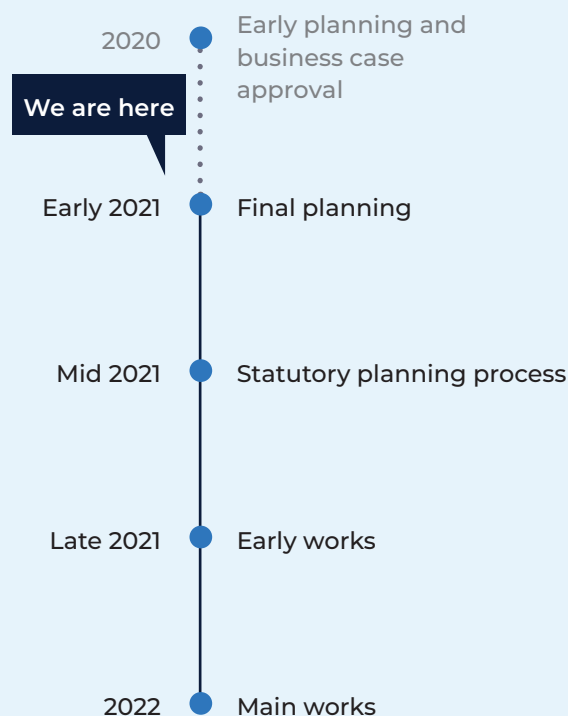 2020
Early planning and
business case
approval
We are here
Early 2021
Final planning
Mid 2021
Statutory planning process
Late 2021
Early works
2022
Main works